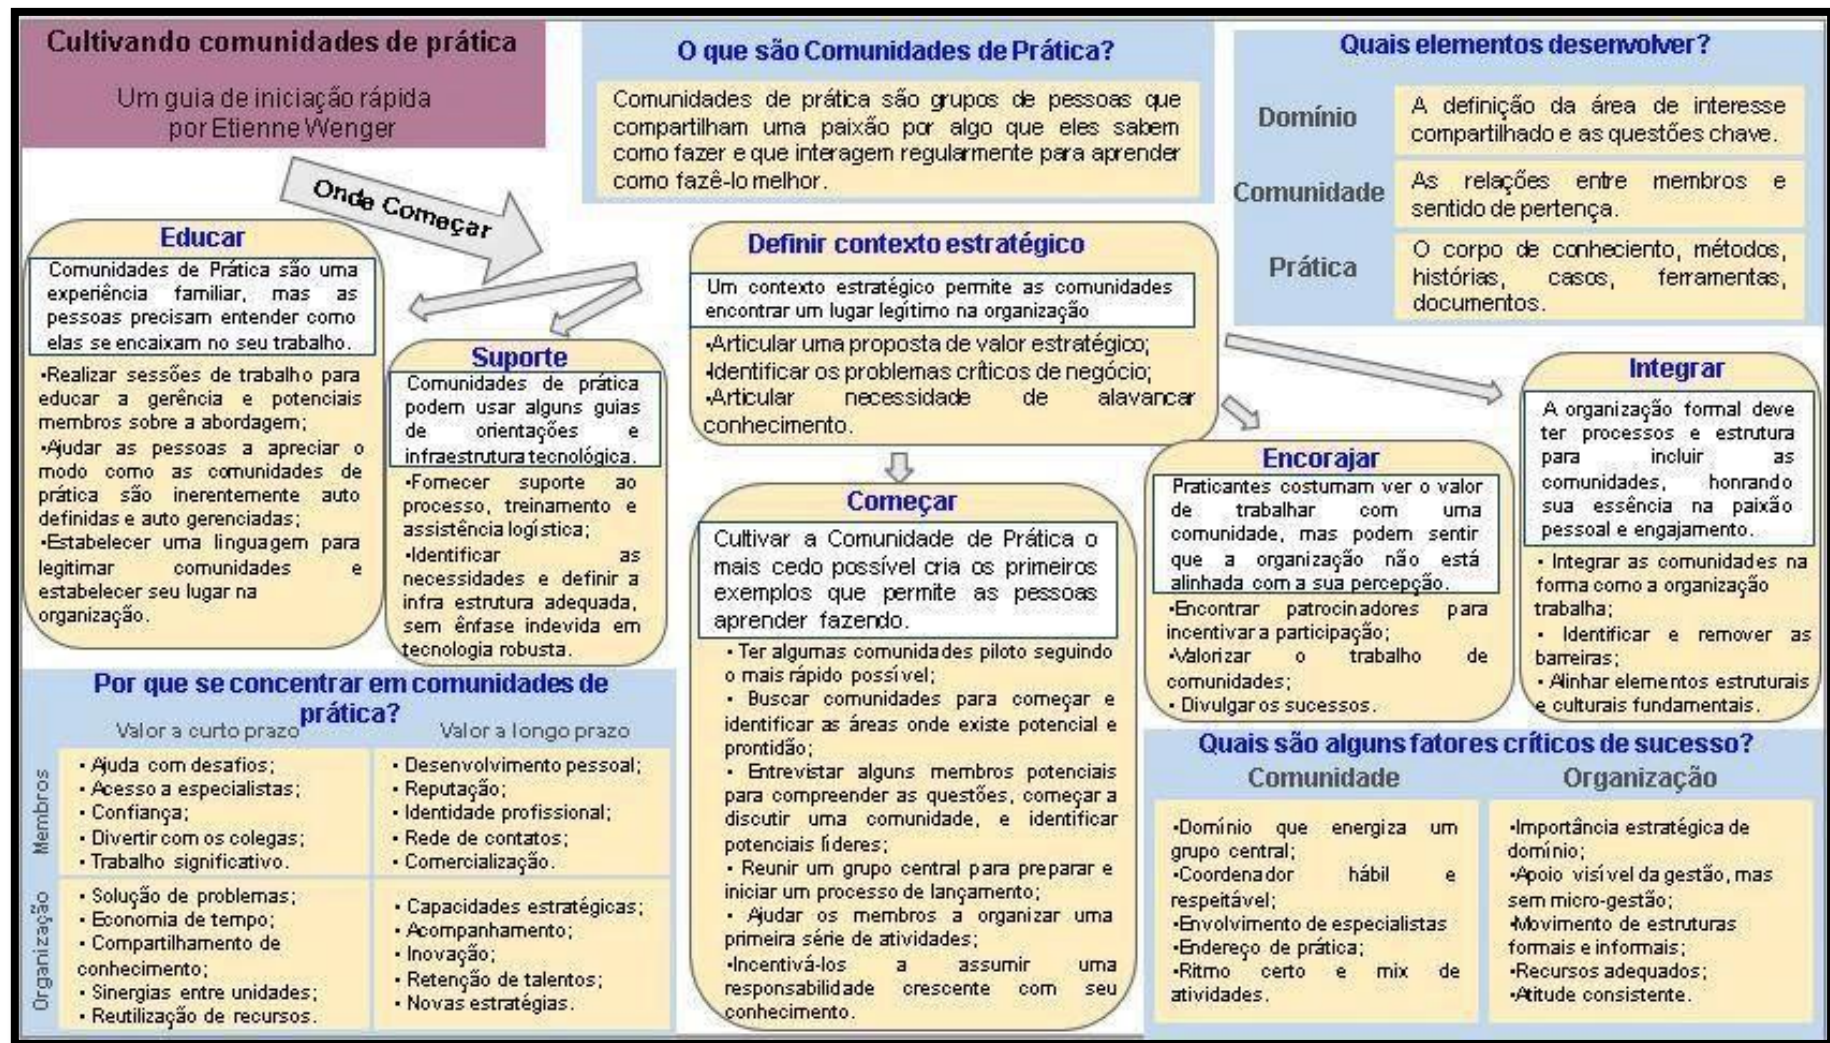 Cultivando comunidades de prática
Um guia de iniciação rápida
por Etienne Wenger
O que são Comunidades de Prática?
Comunidades de prática são grupos de pessoas que
compartilham uma paixão por algo que eles sabem
como fazer e que interagem regularmente para aprender
como fazê-lo melhor.
Quais elementos desenvolver?
Domínio
A definição da área de interesse
compartilhado e as questões chave.
Comunidade
As relações entre membros e
sentido de pertença.
Prática
O corpo de conheciento, métodos,
histórias, casos, ferramentas,
documentos.
Onde Começar
Educar
Comunidades de Prática são uma
experiência familiar, mas as
pessoas precisam entender como
elas se encaixam no seu trabalho.
•Realizar sessões de trabalho para
educar a gerência e potenciais
membros sobre a abordagem;
•Ajudar as pessoas a apreciar o
modo como as comunidades de
prática são inerentemente auto
definidas e auto gerenciadas;
•Estabelecer uma linguagem para
legitimar comunidades e
estabelecer seu lugar na
organização.
Suporte
Comunidades de prática
podem usar alguns guias
de orientações e
infraestrutura tecnológica.
•Fornecer suporte ao
processo, treinamento e
assistência logística;
•Identificar as
necessidades e definir a
infra estrutura adequada,
sem ênfase indevida em
tecnologia robusta.
Definir contexto estratégico
Um contexto estratégico permite as comunidades
encontrar um lugar legítimo na organização
•Articular uma proposta de valor estratégico;
•Identificar os problemas críticos de negócio;
•Articular necessidade de alavancar
conhecimento.
Começar
Cultivar a Comunidade de Prática o
mais cedo possível cria os primeiros
exemplos que permite as pessoas
aprender fazendo.
• Ter algumas comunidades piloto seguindo
o mais rápido possível;
• Buscar comunidades para começar e
identificar as áreas onde existe potencial e
prontidão;
• Entrevistar alguns membros potenciais
para compreender as questões, começar a
discutir uma comunidade, e identificar
potenciais líderes;
• Reunir um grupo central para preparar e
iniciar um processo de lançamento;
• Ajudar os membros a organizar uma
primeira série de atividades;
•Incentivá-los a assumir uma
responsabilidade crescente com seu
conhecimento.
Encorajar
Praticantes costumam ver o valor
de trabalhar com uma
comunidade, mas podem sentir
que a organização não está
alinhada com a sua percepção.
•Encontrar patrocinadores para
incentivar a participação;
•Valorizar o trabalho de
comunidades;
• Divulgar os sucessos.
Integrar
A organização formal deve
ter processos e estrutura
para incluir as
comunidades, honrando
sua essência na paixão
pessoal e engajamento.
• Integrar as comunidades na
forma como a organização
trabalha;
• Identificar e remover as
barreiras;
• Alinhar elementos estruturais
e culturais fundamentais.
Por que se concentrar em comunidades de
prática?
Valor a curto prazo
Valor a longo prazo
Membros
• Ajuda com desafios;
• Acesso a especialistas;
• Confiança;
• Divertir com os colegas;
• Trabalho significativo.
• Desenvolvimento pessoal;
• Reputação;
• Identidade profissional;
• Rede de contatos;
• Comercialização.
Organização
• Solução de problemas;
• Economia de tempo;
• Compartilhamento de
conhecimento;
• Sinergias entre unidades;
• Reutilização de recursos.
• Capacidades estratégicas;
• Acompanhamento;
• Inovação;
• Retenção de talentos;
• Novas estratégias.
Quais são alguns fatores críticos de sucesso?
Comunidade
•Domínio que energiza um
grupo central;
•Coordenador hábil e
respeitável;
•Envolvimento de especialistas
•Endereço de prática;
•Ritmo certo e mix de
atividades.
Organização
•Importância estratégica de
domínio;
•Apoio visível da gestão, mas
sem micro-gestão;
•Movimento de estruturas
formais e informais;
•Recursos adequados;
•Atitude consistente.